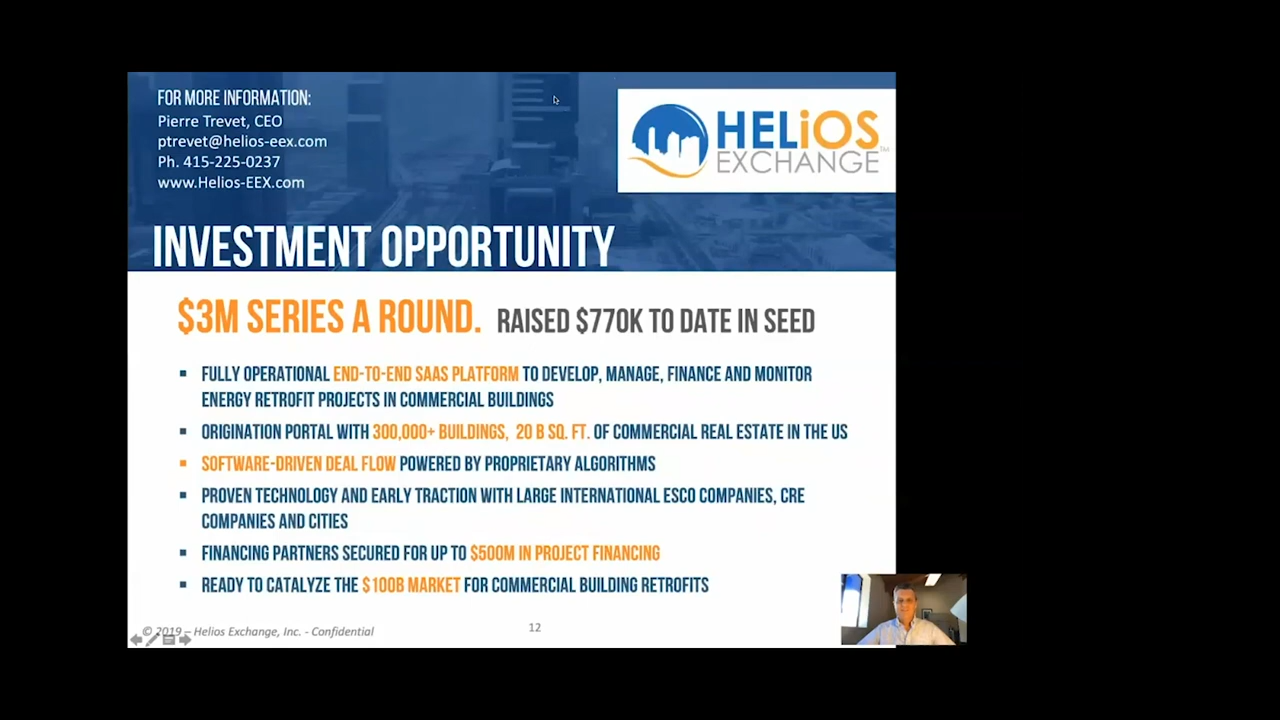 FOR MORE INFORMATION:
Pierre Trevet, CEO
ptrevet@helios-eex.com
Ph. 415-225-0237
www.Helios-EEX.com
HELiOS
EXCHANGE™
INVESTMENT OPPORTUNITY
$3M SERIES A ROUND. RAISED $770K TO DATE IN SEED
▪ FULLY OPERATIONAL END-TO-END SAAS PLATFORM TO DEVELOP, MANAGE, FINANCE AND MONITOR
ENERGY RETROFIT PROJECTS IN COMMERCIAL BUILDINGS
▪ ORIGINATION PORTAL WITH 300,000+ BUILDINGS, 20 B SQ. FT. OF COMMERCIAL REAL ESTATE IN THE US
▪ SOFTWARE-DRIVEN DEAL FLOW POWERED BY PROPRIETARY ALGORITHMS
▪ PROVEN TECHNOLOGY AND EARLY TRACTION WITH LARGE INTERNATIONAL ESCO COMPANIES, CRE
COMPANIES AND CITIES
▪ FINANCING PARTNERS SECURED FOR UP TO $500M IN PROJECT FINANCING
▪ READY TO CATALYZE THE $100B MARKET FOR COMMERCIAL BUILDING RETROFITS
© 2019 – Helios Exchange, Inc. - Confidential
12